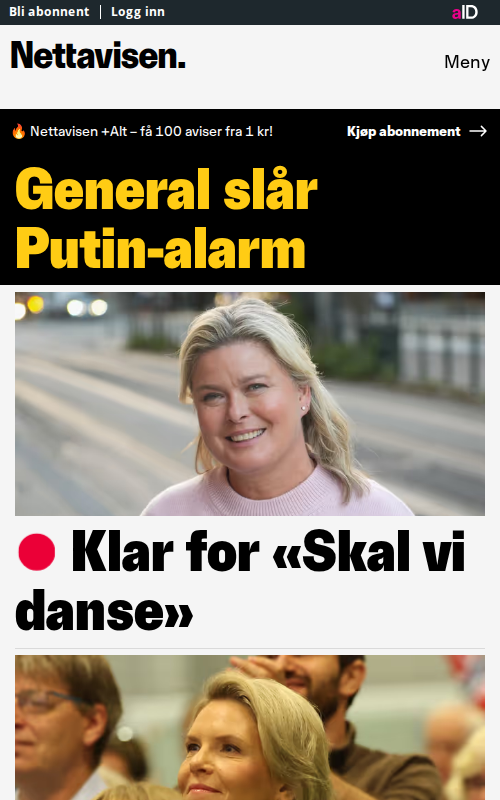 Bli abonnent | Logg inn
aID
Nettavisen.
Meny
🔥 Nettavisen +Alt – få 100 aviser fra 1 kr!
Kjøp abonnement →
General slår
Putin-alarm
Klar for «Skal vi
danse»